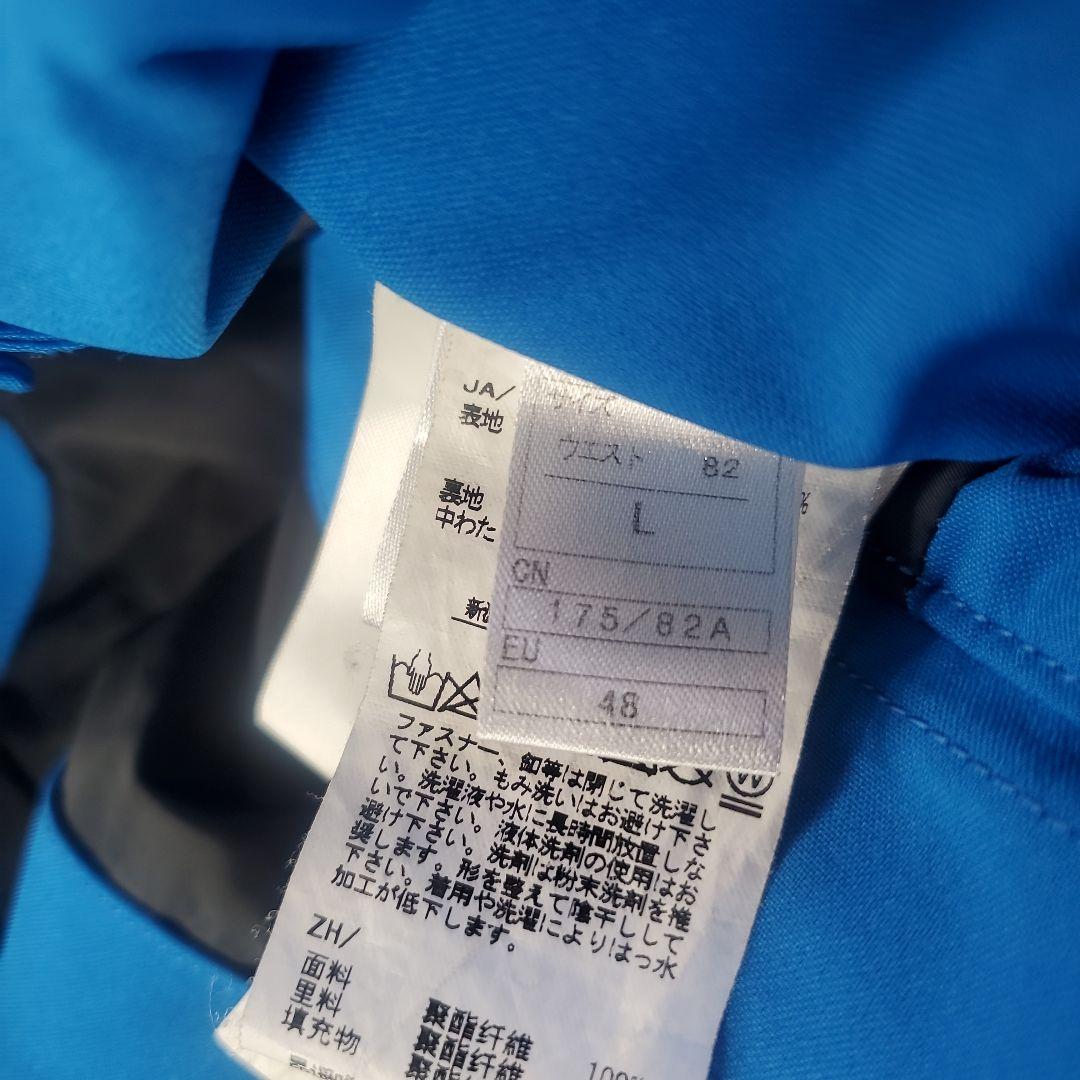 JA/
表地
裏地
中わた
サイズ
ウエスト 82
L
CN
175/82A
EU
48
%
W
ファスナー、釦等は閉じて洗濯し
て下さい。もみ洗いはお避け下さ
い。洗濯液や水に長時間放置しな
いで下さい。液体洗剤の使用はお
避け下さい。洗剤は粉末洗剤を推
奨します。形を整えて陰干しして
下さい。着用や洗濯によりはっ水
加工が低下します。
ZH/
面料 聚酯纤维
里料 聚酯纤维
填充物 聚酯纤维